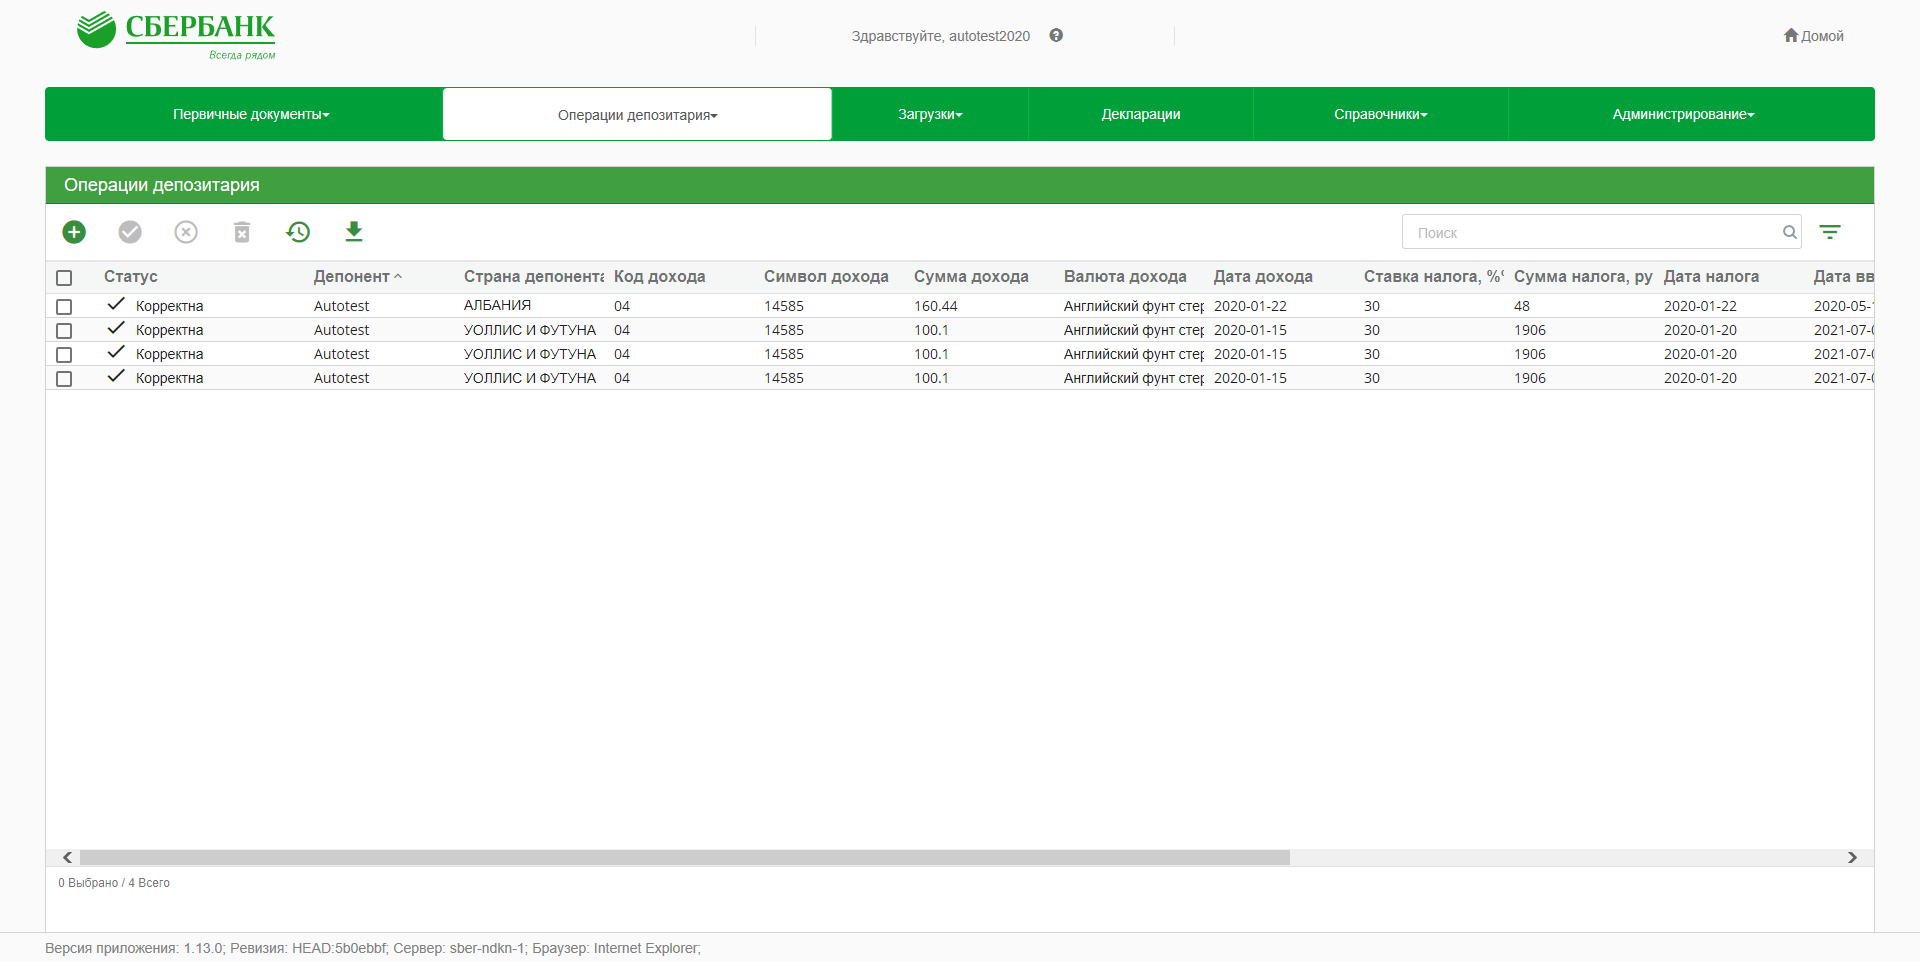 СБЕРБАНК
Всегда рядом
Здравствуйте, autotest2020
Домой
Первичные документы Операции депозитария Загрузки Декларации Справочники Администрирование
Операции депозитария
Поиск
Статус Депонент Страна депонента Код дохода Символ дохода Сумма дохода Валюта дохода Дата дохода Ставка налога, % Сумма налога, ру Дата налога Дата вв
Корректна Autotest АЛБАНИЯ 04 14585 160.44 Английский фунт стер 2020-01-22 30 48 2020-01-22 2020-05-
Корректна Autotest УОЛЛИС И ФУТУНА 04 14585 100.1 Английский фунт стер 2020-01-15 30 1906 2020-01-20 2021-07-0
Корректна Autotest УОЛЛИС И ФУТУНА 04 14585 100.1 Английский фунт стер 2020-01-15 30 1906 2020-01-20 2021-07-0
Корректна Autotest УОЛЛИС И ФУТУНА 04 14585 100.1 Английский фунт стер 2020-01-15 30 1906 2020-01-20 2021-07-0
0 Выбрано / 4 Всего
Версия приложения: 1.13.0; Ревизия: HEAD:5b0ebbf; Сервер: sber-ndkn-1; Браузер: Internet Explorer;